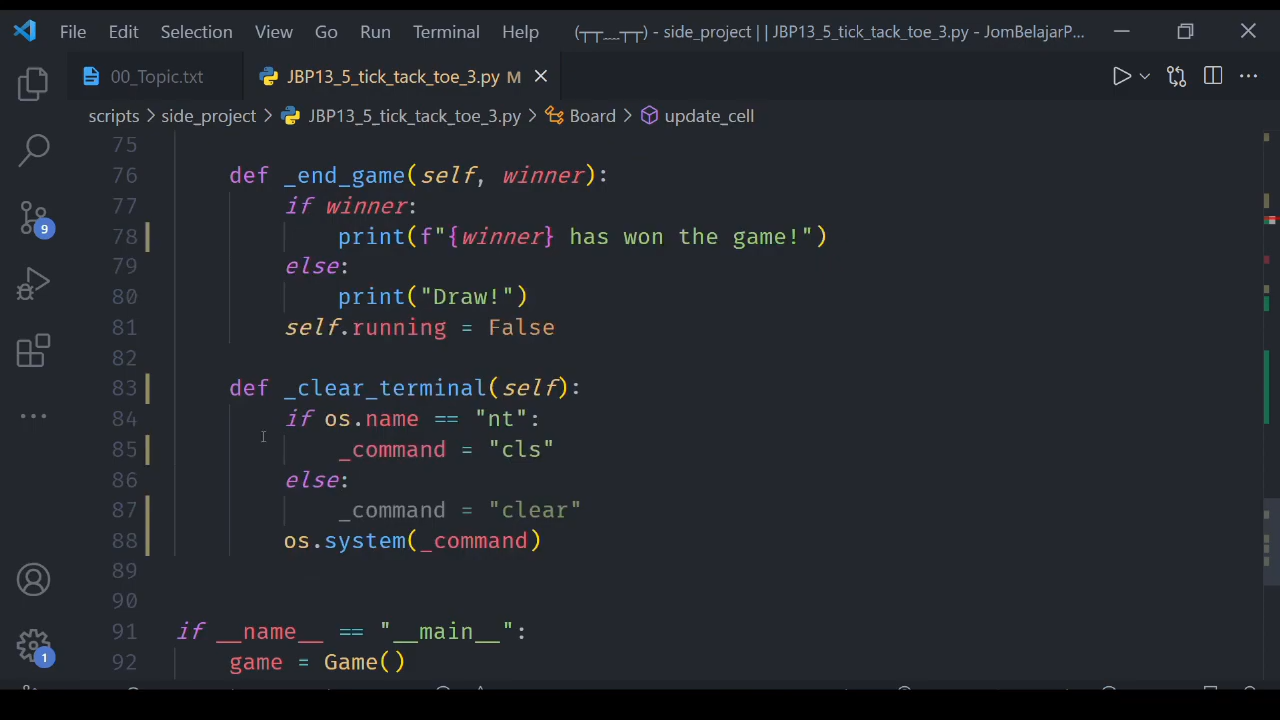 File Edit Selection View Go Run Terminal Help (┬┬﹏┬┬) - side_project | | JBP13_5_tick_tack_toe_3.py - JomBelajarP...
00_Topic.txt JBP13_5_tick_tack_toe_3.py M
scripts > side_project > JBP13_5_tick_tack_toe_3.py > Board > update_cell
75
76 def _end_game(self, winner):
77 if winner:
78 print(f"{winner} has won the game!")
79 else:
80 print("Draw!")
81 self.running = False
82
83 def _clear_terminal(self):
84 if os.name == "nt":
85 _command = "cls"
86 else:
87 _command = "clear"
88 os.system(_command)
89
90
91 if __name__ == "__main__":
92 game = Game()
9
1